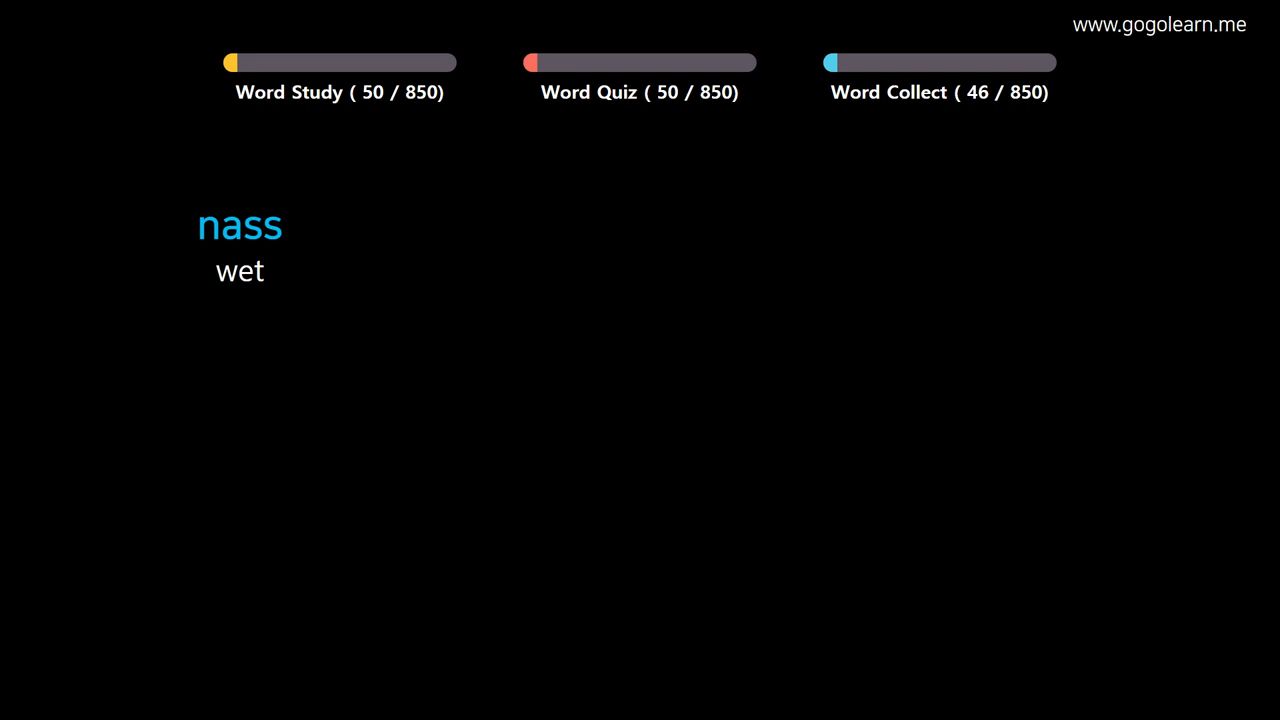 www.gogolearn.me
Word Study ( 50 / 850)
Word Quiz ( 50 / 850)
Word Collect ( 46 / 850)
nass
wet